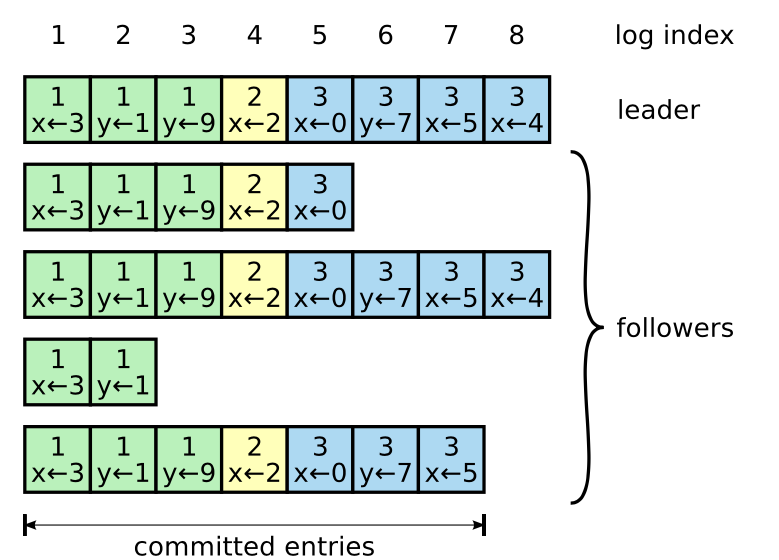 1 2 3 4 5 6 7 8 log index
1 1 1 2 3 3 3 3
x←3 y←1 y←9 x←2 x←0 y←7 x←5 x←4
leader
1 1 1 2 3
x←3 y←1 y←9 x←2 x←0
1 1 1 2 3 3 3 3
x←3 y←1 y←9 x←2 x←0 y←7 x←5 x←4
followers
1 1
x←3 y←1
1 1 1 2 3 3 3
x←3 y←1 y←9 x←2 x←0 y←7 x←5
committed entries